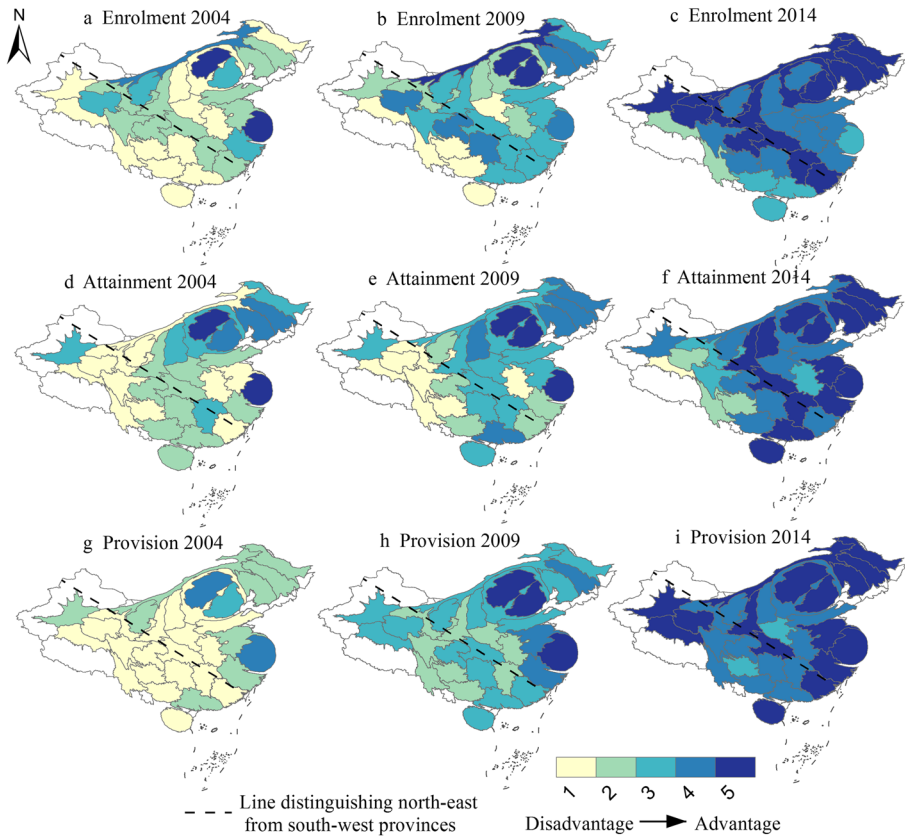 N
a Enrolment 2004
b Enrolment 2009
c Enrolment 2014
d Attainment 2004
e Attainment 2009
f Attainment 2014
g Provision 2004
h Provision 2009
i Provision 2014
1 2 3 4 5
Line distinguishing north-east
from south-west provinces
Disadvantage Advantage